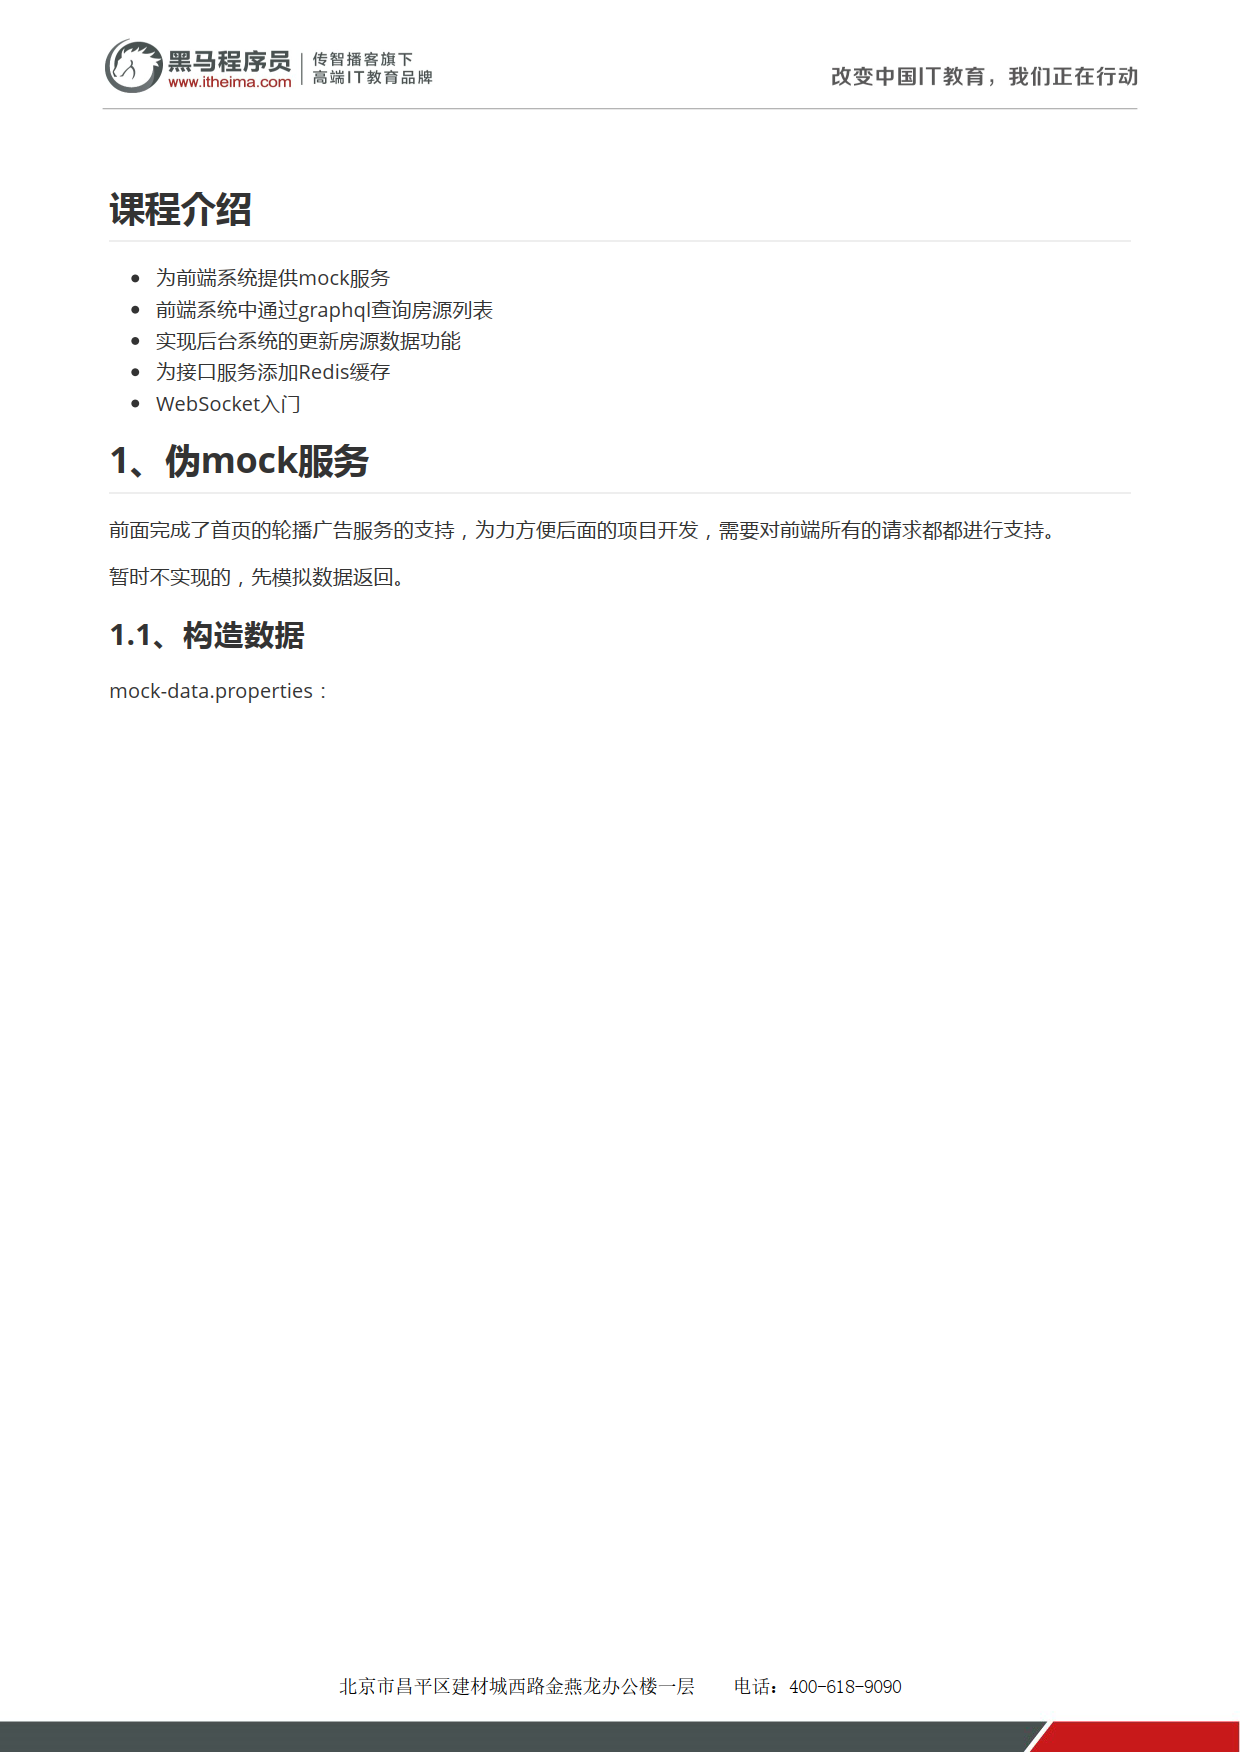 黑马程序员
www.itheima.com
传智播客旗下
高端IT教育品牌
改变中国IT教育，我们正在行动
课程介绍
为前端系统提供mock服务
前端系统中通过graphql查询房源列表
实现后台系统的更新房源数据功能
为接口服务添加Redis缓存
WebSocket入门
1、伪mock服务
前面完成了首页的轮播广告服务的支持，为力方便后面的项目开发，需要对前端所有的请求都都进行支持。
暂时不实现的，先模拟数据返回。
1.1、构造数据
mock-data.properties：
北京市昌平区建材城西路金燕龙办公楼一层 电话：400-618-9090